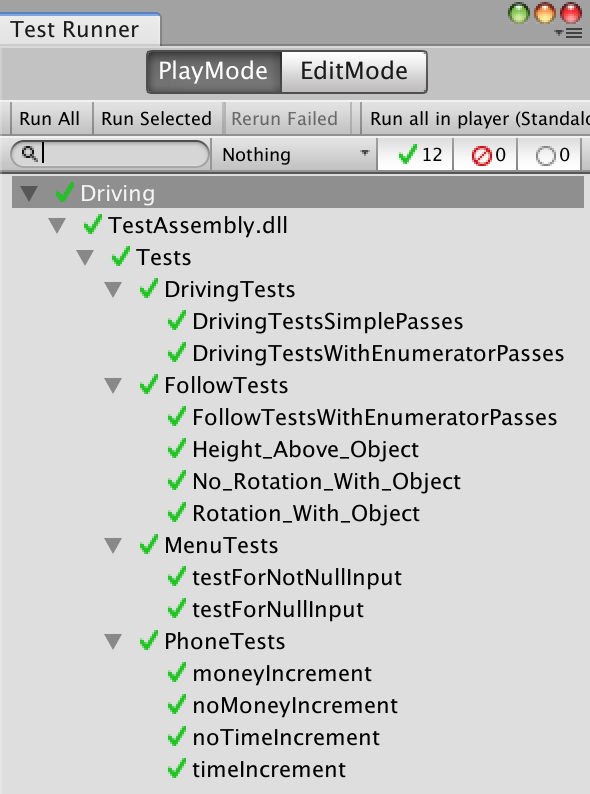 Test Runner
PlayMode EditMode
Run All Run Selected Rerun Failed Run all in player (Standalo
Nothing 12 0 0
Driving
TestAssembly.dll
Tests
DrivingTests
DrivingTestsSimplePasses
DrivingTestsWithEnumeratorPasses
FollowTests
FollowTestsWithEnumeratorPasses
Height_Above_Object
No_Rotation_With_Object
Rotation_With_Object
MenuTests
testForNotNullInput
testForNullInput
PhoneTests
moneyIncrement
noMoneyIncrement
noTimeIncrement
timeIncrement